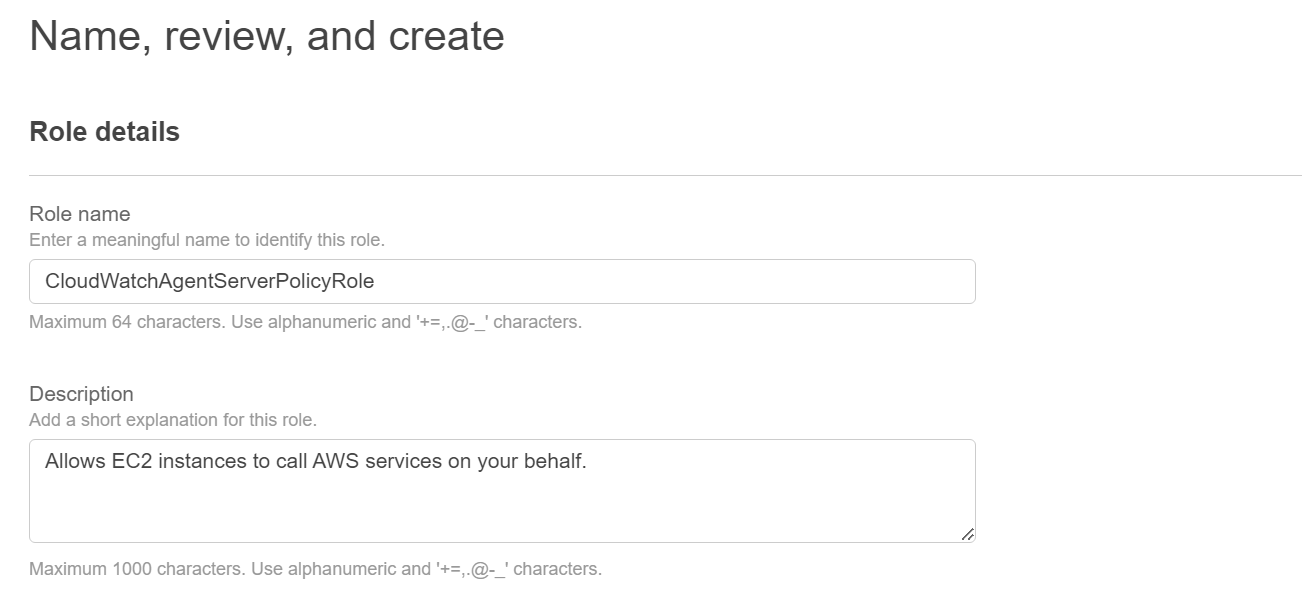 Name, review, and create
Role details
Role name
Enter a meaningful name to identify this role.
CloudWatchAgentServerPolicyRole
Maximum 64 characters. Use alphanumeric and '+=,.@-_' characters.
Description
Add a short explanation for this role.
Allows EC2 instances to call AWS services on your behalf.
Maximum 1000 characters. Use alphanumeric and '+=,.@-_' characters.